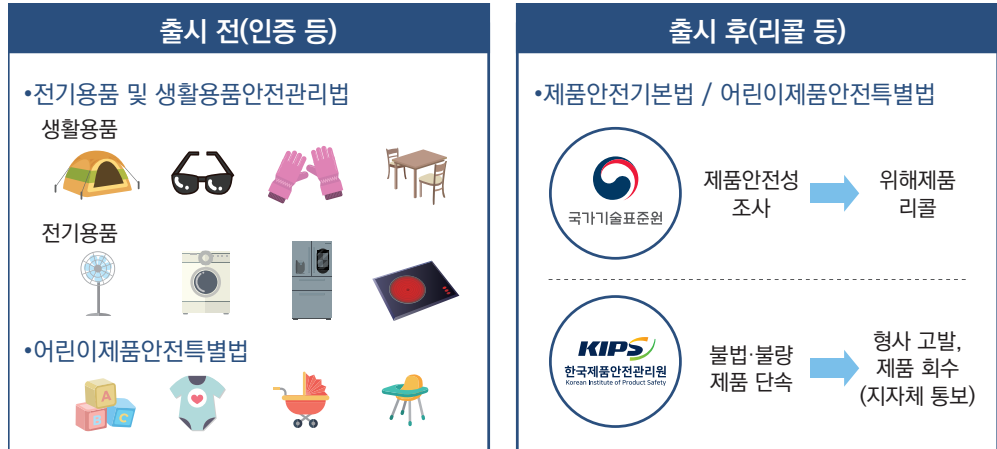 출시 전(인증 등)
•전기용품 및 생활용품안전관리법
생활용품
전기용품
•어린이제품안전특별법
A
B
C
출시 후(리콜 등)
•제품안전기본법 / 어린이제품안전특별법
국가기술표준원
제품안전성
조사
위해제품
리콜
KIPS
한국제품안전관리원
Korean Institute of Product Safety
불법·불량
제품 단속
형사 고발,
제품 회수
(지자체 통보)